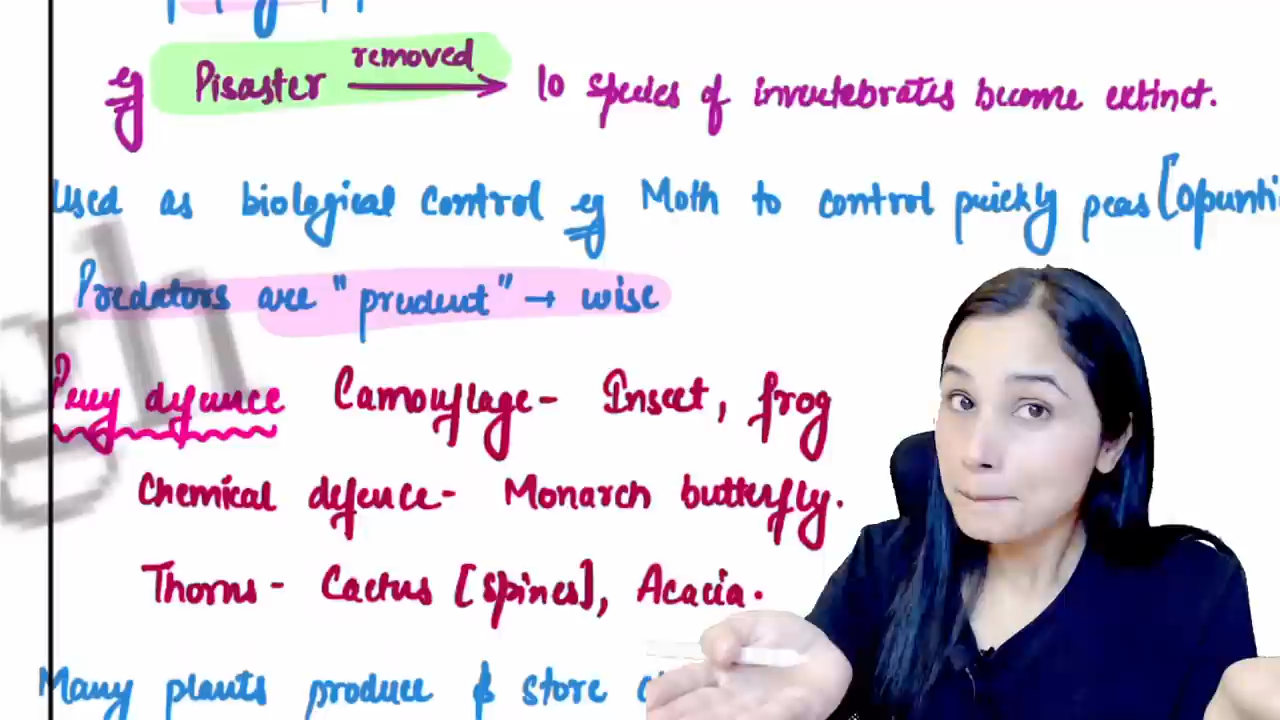 removed
eg Pisaster → 10 species of invertebrates become extinct.
Used as biological control eg Moth to control prickly pears [Opunti
Predators are "prudent" → wise
Prey defence Camouflage- Insect, frog
Chemical defence- Monarch butterfly.
Thorns- Cactus [spines], Acacia.
Many plants produce & store
gh